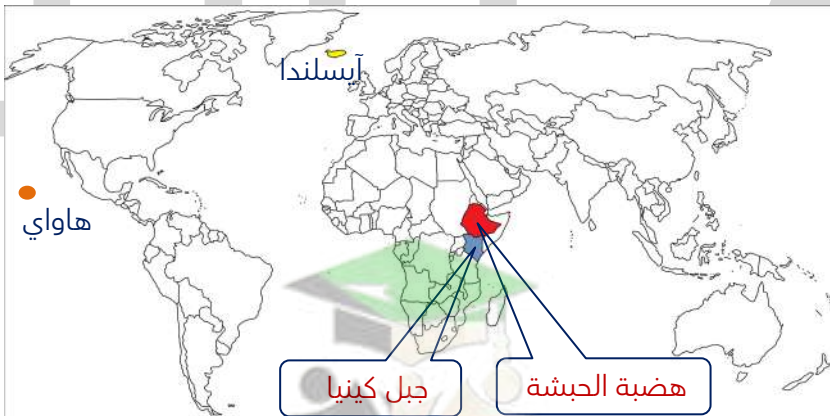 آيسلندا
هاواي
هضبة الحبشة
جبل كينيا